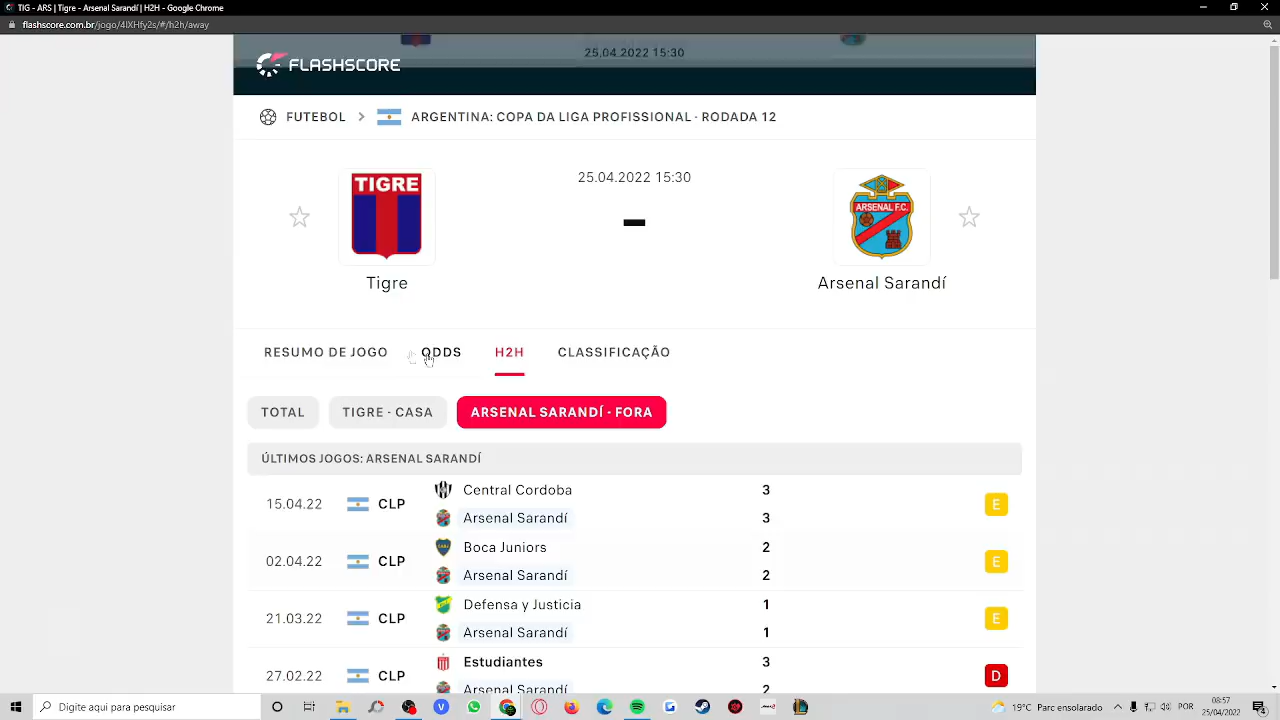 TIG - ARS | Tigre - Arsenal Sarandí | H2H - Google Chrome
flashscore.com.br/jogo/4IXHfy2s/#/h2h/away
25.04.2022 15:30
FLASHSCORE
FUTEBOL > ARGENTINA: COPA DA LIGA PROFISSIONAL - RODADA 12
25.04.2022 15:30
-
TIGRE
ARSENAL F.C.
Tigre
Arsenal Sarandí
RESUMO DE JOGO ODDS H2H CLASSIFICAÇÃO
TOTAL TIGRE - CASA ARSENAL SARANDÍ - FORA
ÚLTIMOS JOGOS: ARSENAL SARANDÍ
15.04.22 CLP Central Cordoba 3 E
Arsenal Sarandí 3
02.04.22 CLP Boca Juniors 2 E
Arsenal Sarandí 2
21.03.22 CLP Defensa y Justicia 1 E
Arsenal Sarandí 1
27.02.22 CLP Estudiantes 3 D
Arsenal Sarandí 2
Digite aqui para pesquisar
19°C Parc ensolarado
POR
08:57
25/04/2022